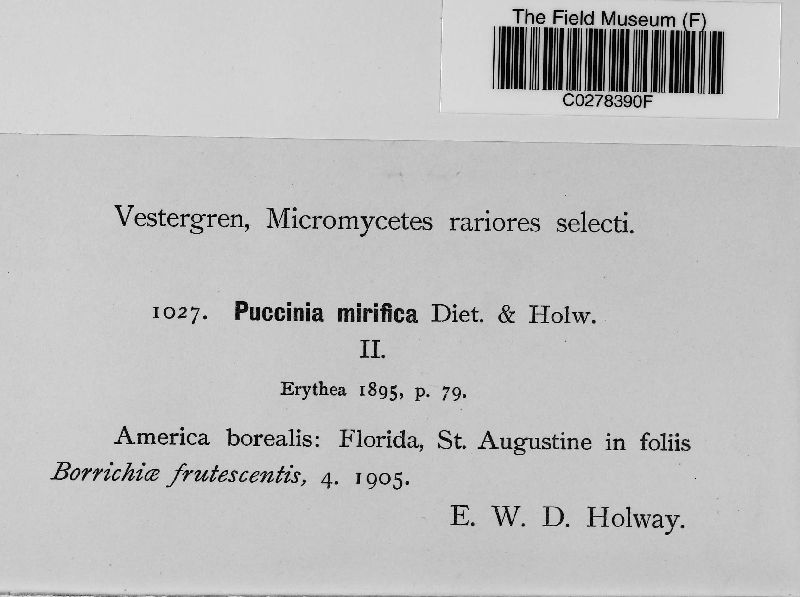 The Field Museum (F)
C0278390F
Vestergren, Micromycetes rariores selecti.
1027. Puccinia mirifica Diet. & Holw.
II.
Erythea 1895, p. 79.
America borealis: Florida, St. Augustine in foliis
Borrichiæ frutescentis, 4. 1905.
E. W. D. Holway.